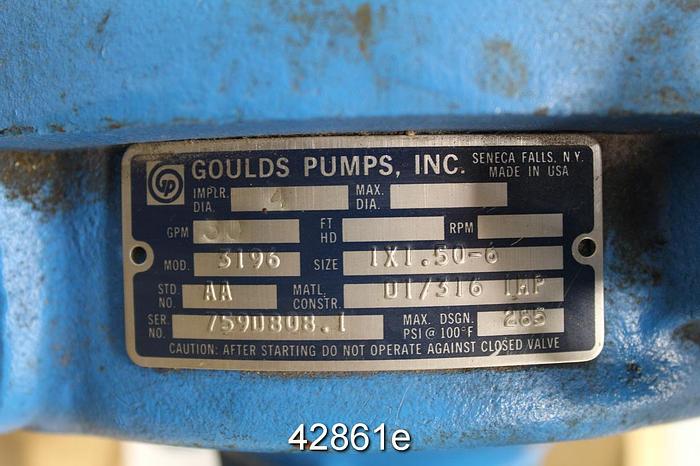 GP GOULDS PUMPS, INC. SENECA FALLS, N.Y. MADE IN USA
IMPLR. DIA. 4 MAX. DIA.
GPM FT HD RPM
MOD. 3196 SIZE 1X1.50-6
STD. NO. AA MATL. CONSTR. DI/316 IMP
SER. NO. 7590808.1 MAX. DSGN. PSI @ 100°F 285
CAUTION: AFTER STARTING DO NOT OPERATE AGAINST CLOSED VALVE
42861e